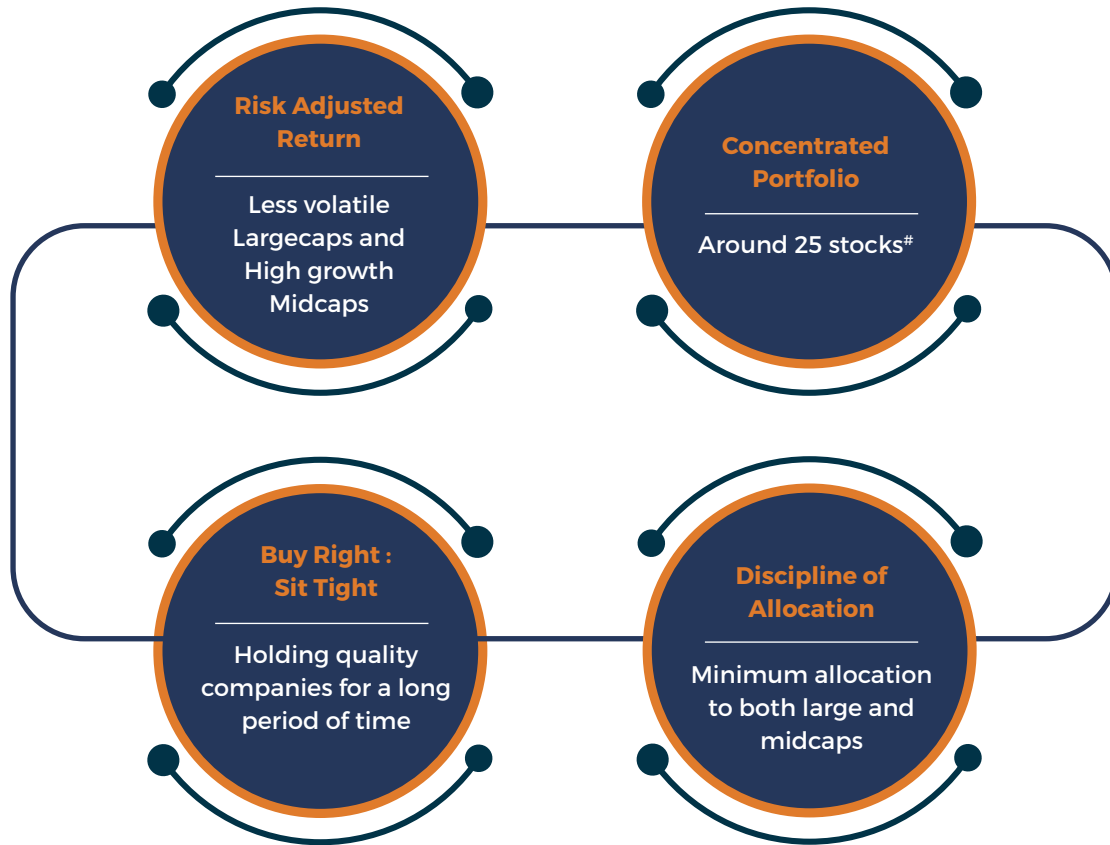 Risk Adjusted
Return
Less volatile
Largecaps and
High growth
Midcaps
Concentrated
Portfolio
Around 25 stocks#
Buy Right :
Sit Tight
Holding quality
companies for a long
period of time
Discipline of
Allocation
Minimum allocation
to both large and
midcaps